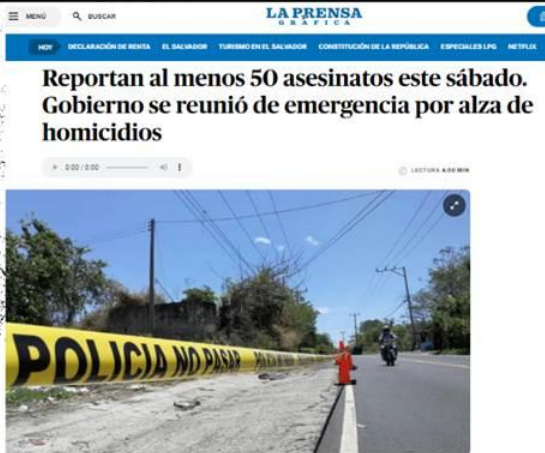 MENÚ
BUSCAR
LA PRENSA
GRÁFICA
HOY
DECLARACIÓN DE RENTA
EL SALVADOR
TURISMO EN EL SALVADOR
CONSTITUCIÓN DE LA REPÚBLICA
ESPECIALES LPG
NETFLIX
Reportan al menos 50 asesinatos este sábado.
Gobierno se reunió de emergencia por alza de
homicidios
0:00 / 0:00
LECTURA 4:00 MIN
POLICIA NO PASAR